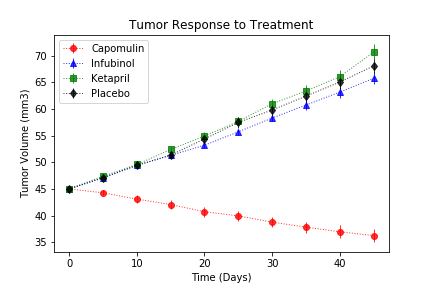 Tumor Response to Treatment
Capomulin
Infubinol
Ketapril
Placebo
Tumor Volume (mm3)
70
65
60
55
50
45
40
35
0
10
20
30
40
Time (Days)